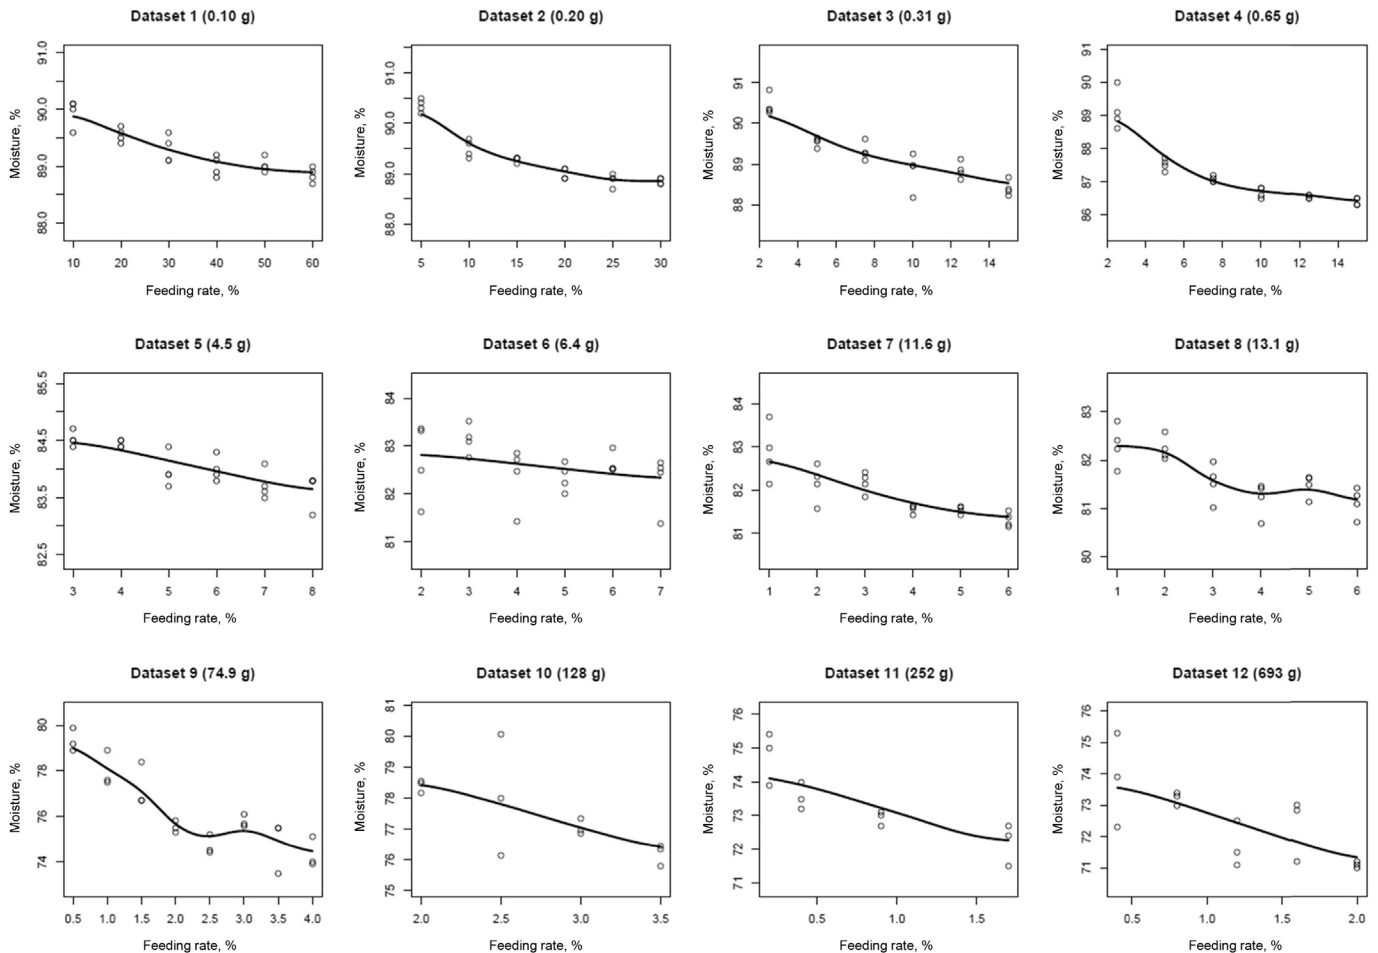 Dataset 1 (0.10 g)
Moisture, %
91.0
90.0
89.0
88.0
10 20 30 40 50 60
Feeding rate, %
Dataset 2 (0.20 g)
Moisture, %
91.0
90.0
89.0
88.0
5 10 15 20 25 30
Feeding rate, %
Dataset 3 (0.31 g)
Moisture, %
91
90
89
88
2 4 6 8 10 12 14
Feeding rate, %
Dataset 4 (0.65 g)
Moisture, %
91
90
89
88
87
86
2 4 6 8 10 12 14
Feeding rate, %
Dataset 5 (4.5 g)
Moisture, %
85.5
84.5
83.5
82.5
3 4 5 6 7 8
Feeding rate, %
Dataset 6 (6.4 g)
Moisture, %
84
83
82
81
2 3 4 5 6 7
Feeding rate, %
Dataset 7 (11.6 g)
Moisture, %
84
83
82
81
1 2 3 4 5 6
Feeding rate, %
Dataset 8 (13.1 g)
Moisture, %
83
82
81
80
1 2 3 4 5 6
Feeding rate, %
Dataset 9 (74.9 g)
Moisture, %
80
78
76
74
0.5 1.0 1.5 2.0 2.5 3.0 3.5 4.0
Feeding rate, %
Dataset 10 (128 g)
Moisture, %
81
80
79
78
77
76
75
2.0 2.5 3.0 3.5
Feeding rate, %
Dataset 11 (252 g)
Moisture, %
76
75
74
73
72
71
0.5 1.0 1.5
Feeding rate, %
Dataset 12 (693 g)
Moisture, %
76
75
74
73
72
71
0.5 1.0 1.5 2.0
Feeding rate, %